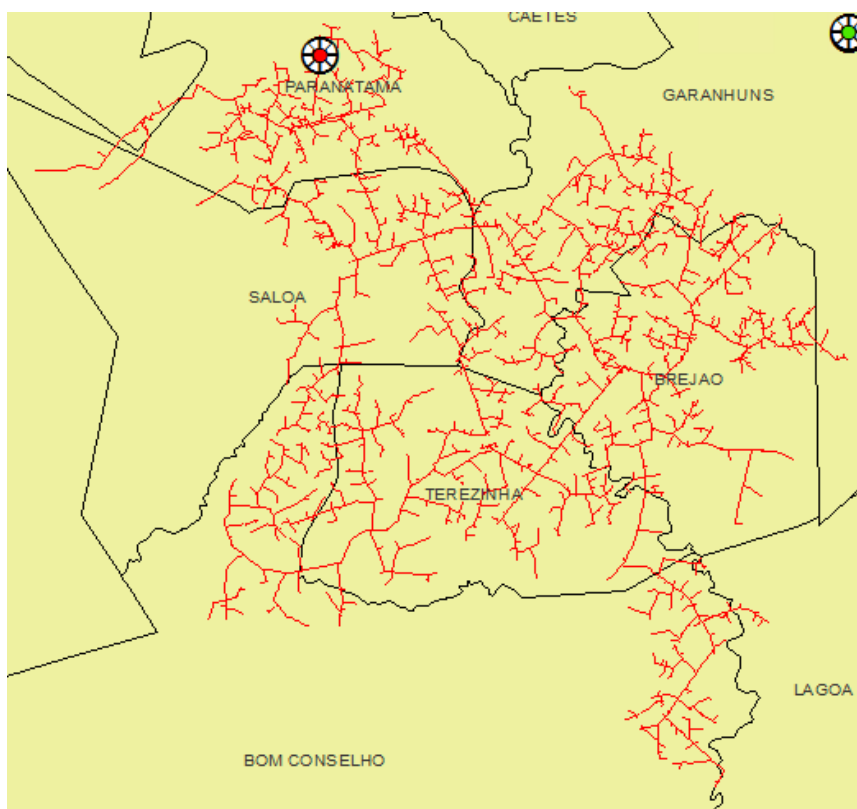 CAETES
PARANATAMA
GARANHUNS
SALOA
BREJAO
TEREZINHA
LAGOA
BOM CONSELHO